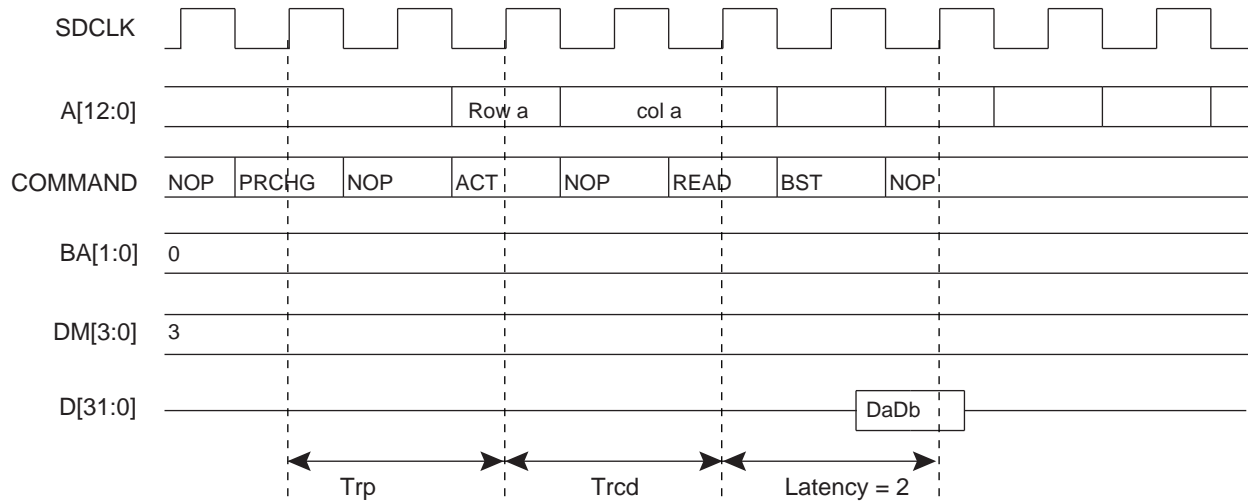 SDCLK
A[12:0] Row a col a
COMMAND NOP PRCHG NOP ACT NOP READ BST NOP
BA[1:0] 0
DM[3:0] 3
D[31:0] DaDb
Trp Trcd Latency = 2